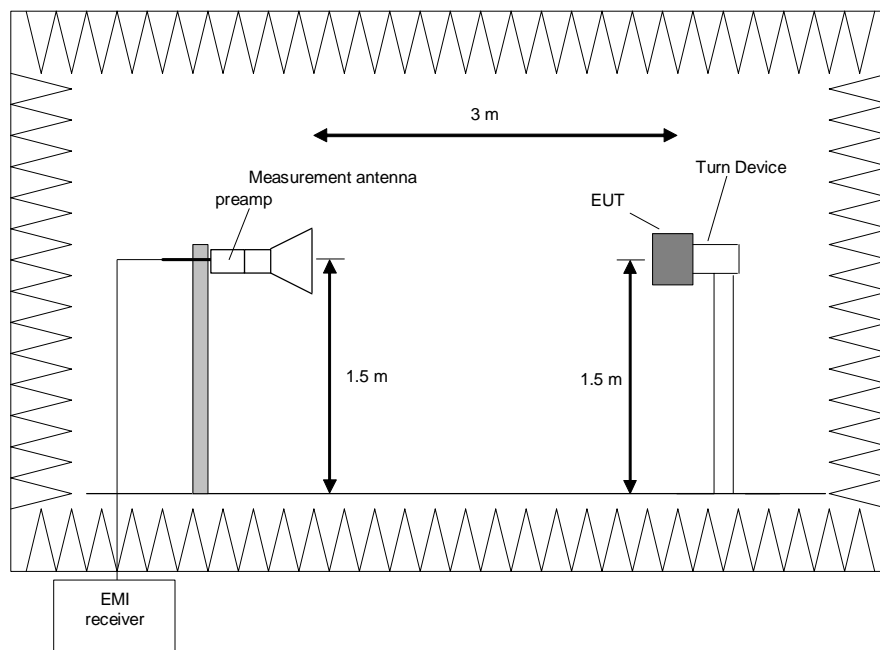 3 m
Measurement antenna
preamp
Turn Device
EUT
1.5 m
1.5 m
EMI
receiver